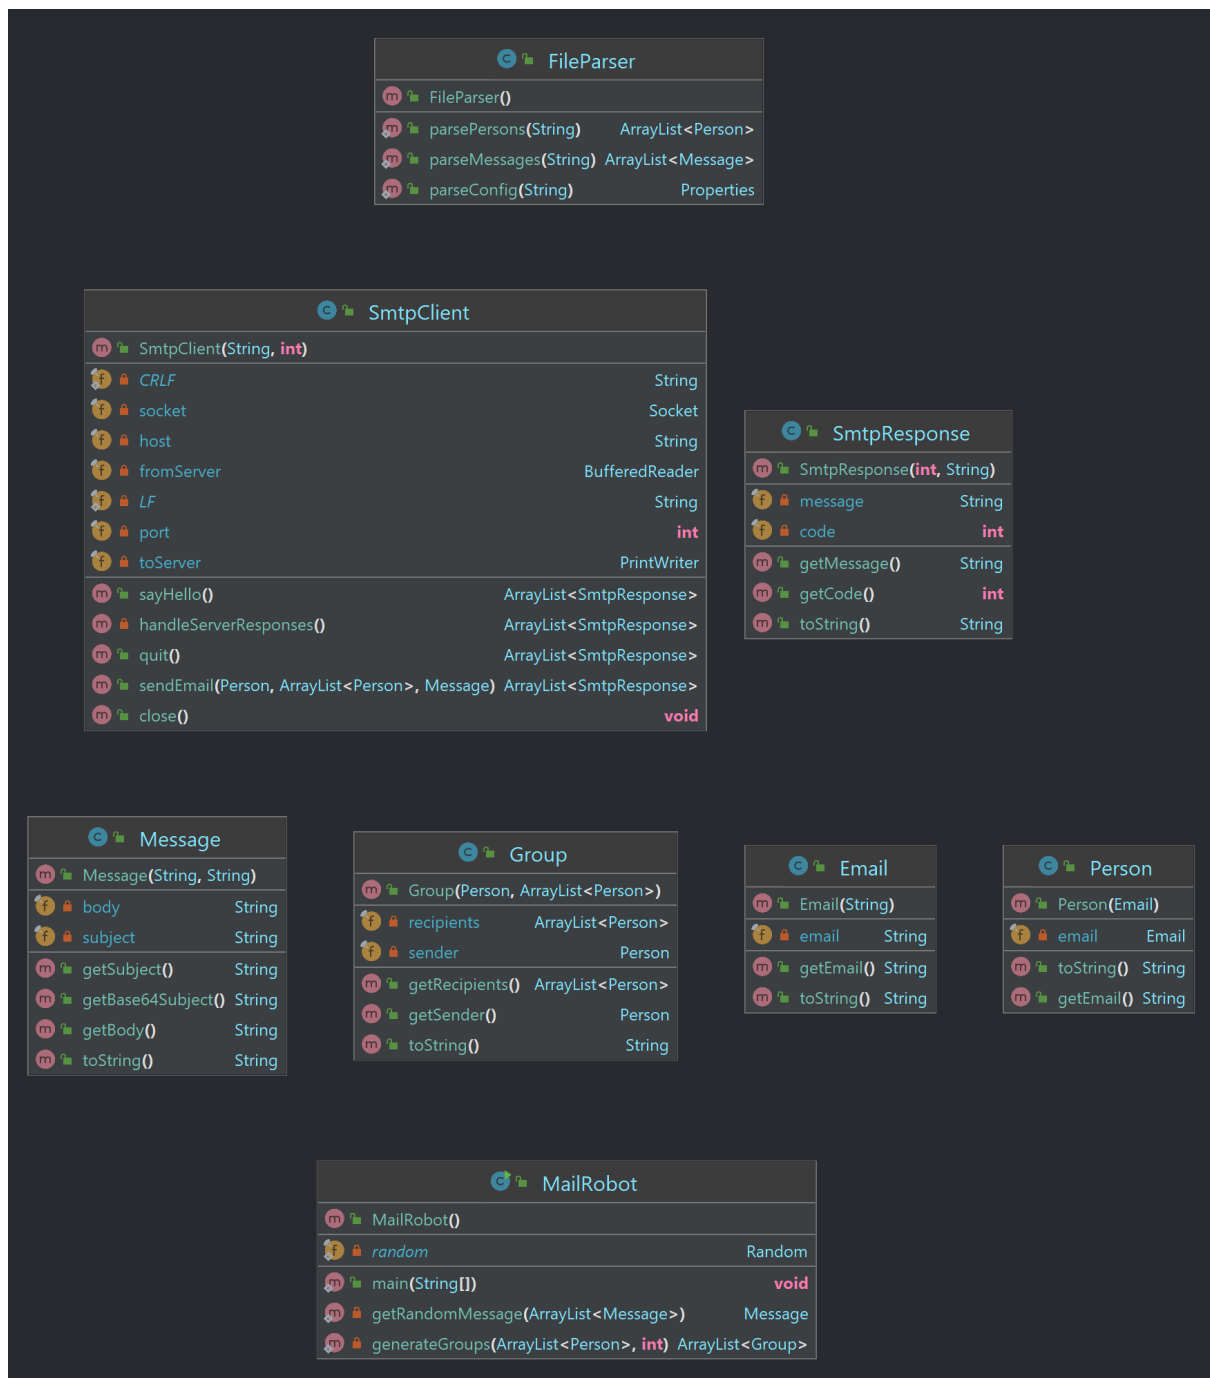 FileParser
FileParser()
parsePersons(String) ArrayList<Person>
parseMessages(String) ArrayList<Message>
parseConfig(String) Properties
SmtpClient
SmtpClient(String, int)
CRLF String
socket Socket
host String
fromServer BufferedReader
LF String
port int
toServer PrintWriter
sayHello() ArrayList<SmtpResponse>
handleServerResponses() ArrayList<SmtpResponse>
quit() ArrayList<SmtpResponse>
sendEmail(Person, ArrayList<Person>, Message) ArrayList<SmtpResponse>
close() void
SmtpResponse
SmtpResponse(int, String)
message String
code int
getMessage() String
getCode() int
toString() String
Message
Message(String, String)
body String
subject String
getSubject() String
getBase64Subject() String
getBody() String
toString() String
Group
Group(Person, ArrayList<Person>)
recipients ArrayList<Person>
sender Person
getRecipients() ArrayList<Person>
getSender() Person
toString() String
Email
Email(String)
email String
getEmail() String
toString() String
Person
Person(Email)
email Email
toString() String
getEmail() String
MailRobot
MailRobot()
random Random
main(String[]) void
getRandomMessage(ArrayList<Message>) Message
generateGroups(ArrayList<Person>, int) ArrayList<Group>